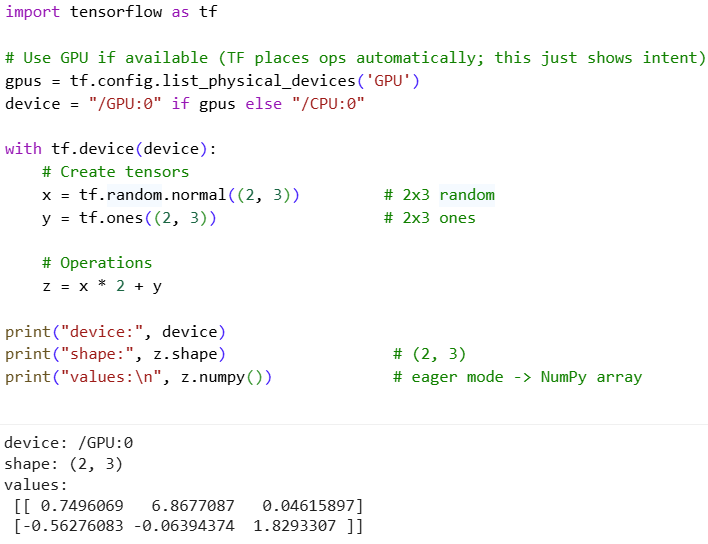 import tensorflow as tf
# Use GPU if available (TF places ops automatically; this just shows intent)
gpus = tf.config.list_physical_devices('GPU')
device = "/GPU:0" if gpus else "/CPU:0"
with tf.device(device):
    # Create tensors
    x = tf.random.normal((2, 3))         # 2x3 random
    y = tf.ones((2, 3))                  # 2x3 ones
    # Operations
    z = x * 2 + y
print("device:", device)
print("shape:", z.shape)                  # (2, 3)
print("values:\n", z.numpy())             # eager mode -> NumPy array
device: /GPU:0
shape: (2, 3)
values:
 [[ 0.7496069   6.8677087   0.04615897]
 [-0.56276083 -0.06394374  1.8293307 ]]